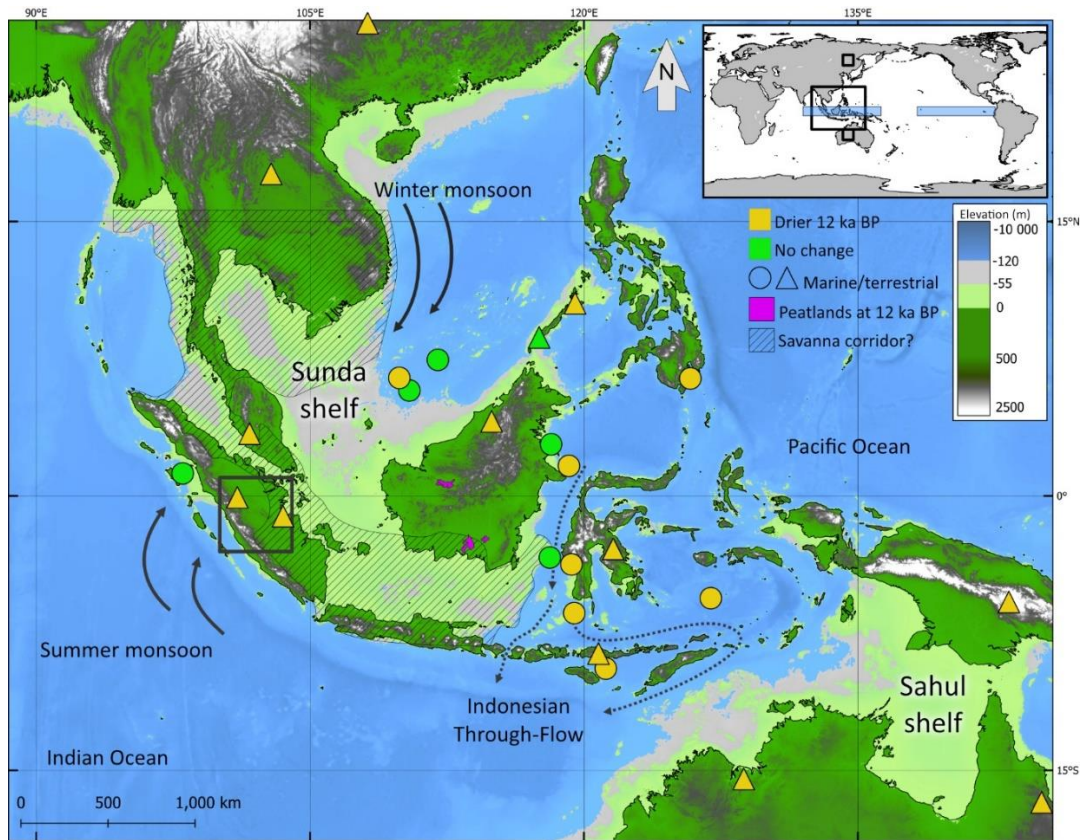 90°E
105°E
120°E
135°E
N
Winter monsoon
15°N
Elevation (m)
-10 000
-120
-55
0
500
2500
Drier 12 ka BP
No change
Marine/terrestrial
Peatlands at 12 ka BP
Savanna corridor?
Sunda
shelf
Pacific Ocean
0°
Summer monsoon
Indonesian
Through-Flow
Sahul
shelf
Indian Ocean
15°S
0 500 1,000 km